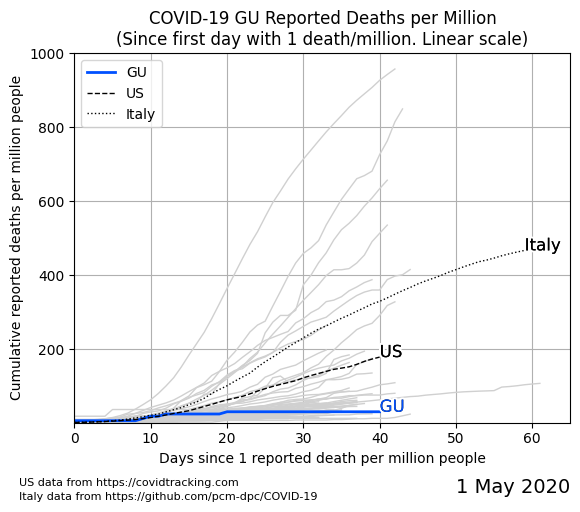 COVID-19 GU Reported Deaths per Million
(Since first day with 1 death/million. Linear scale)
Cumulative reported deaths per million people
1000
800
600
400
200
GU
US
Italy
Italy
US
GU
0 10 20 30 40 50 60
Days since 1 reported death per million people
US data from https://covidtracking.com
Italy data from https://github.com/pcm-dpc/COVID-19
1 May 2020